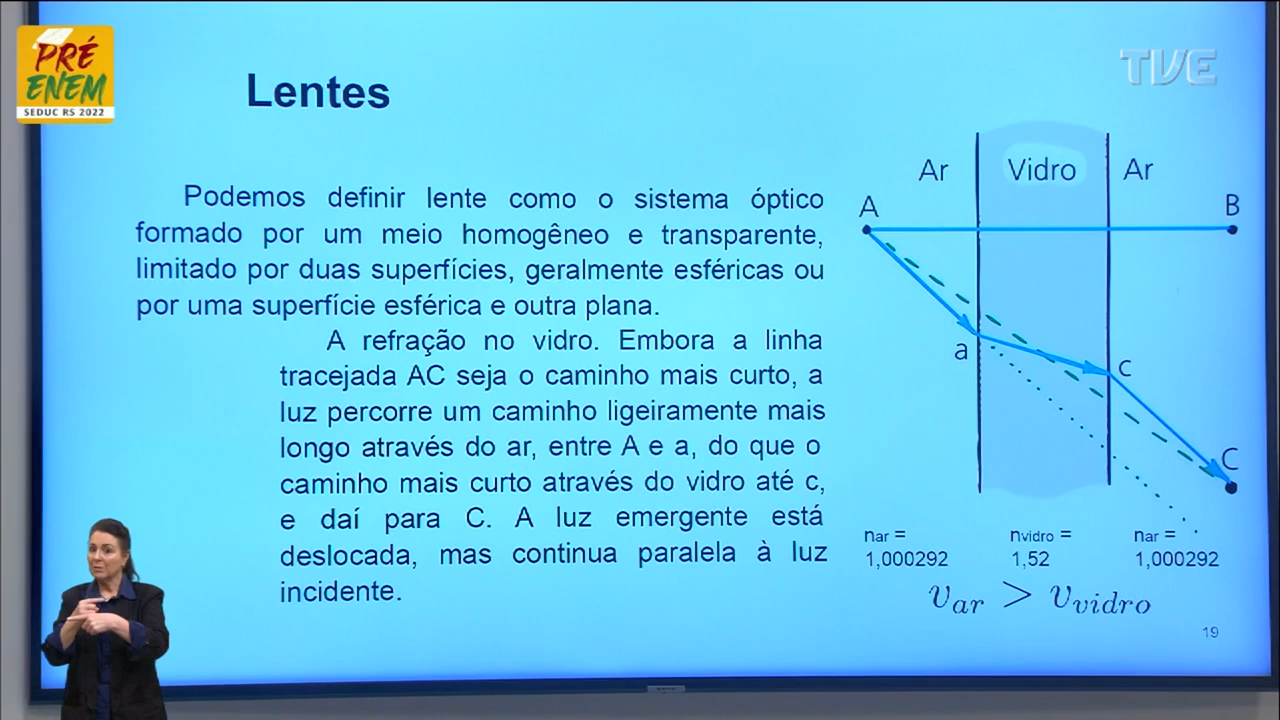 PRÉ
ENEM
SEDUC RS 2022
TVE
Lentes
Podemos definir lente como o sistema óptico
formado por um meio homogêneo e transparente,
limitado por duas superfícies, geralmente esféricas ou
por uma superfície esférica e outra plana.
A refração no vidro. Embora a linha
tracejada AC seja o caminho mais curto, a
luz percorre um caminho ligeiramente mais
longo através do ar, entre A e a, do que o
caminho mais curto através do vidro até c,
e daí para C. A luz emergente está
deslocada, mas continua paralela à luz
incidente.
Ar Vidro Ar
A B
a c
C
nar = nvidro = nar =
1,000292 1,52 1,000292
var > vvidro
19